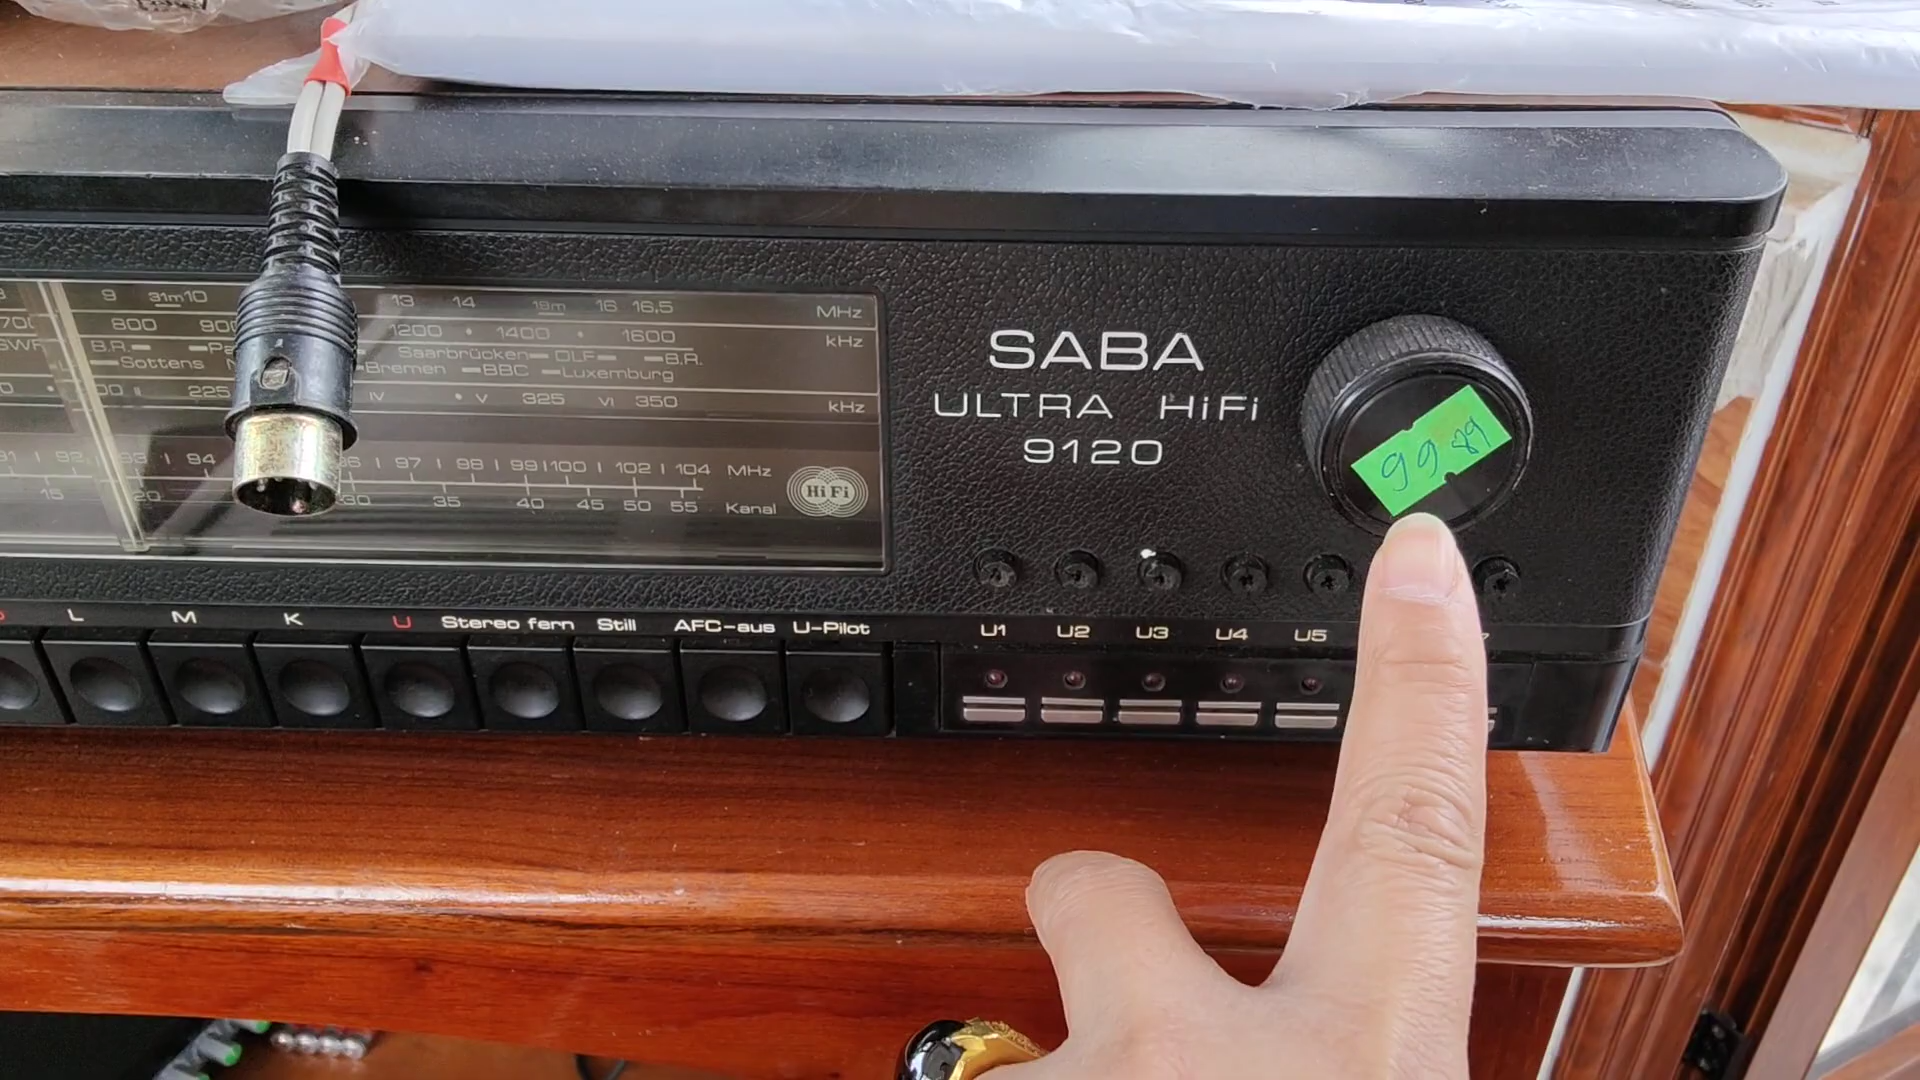 9 31m 10 13 14 19m 16 16,5 MHz
800 1200 1400 1600 kHz
B.R. Saarbrücken DLF B.R.
Sottens Bremen BBC Luxemburg
225 IV V 325 VI 350 kHz
94 97 98 99 100 102 104 MHz
15 20 30 35 40 45 50 55 Kanal
HiFi
SABA
ULTRA HiFi
9120
99 89
L M K U Stereo fern Still AFC-aus U-Pilot
U1 U2 U3 U4 U5